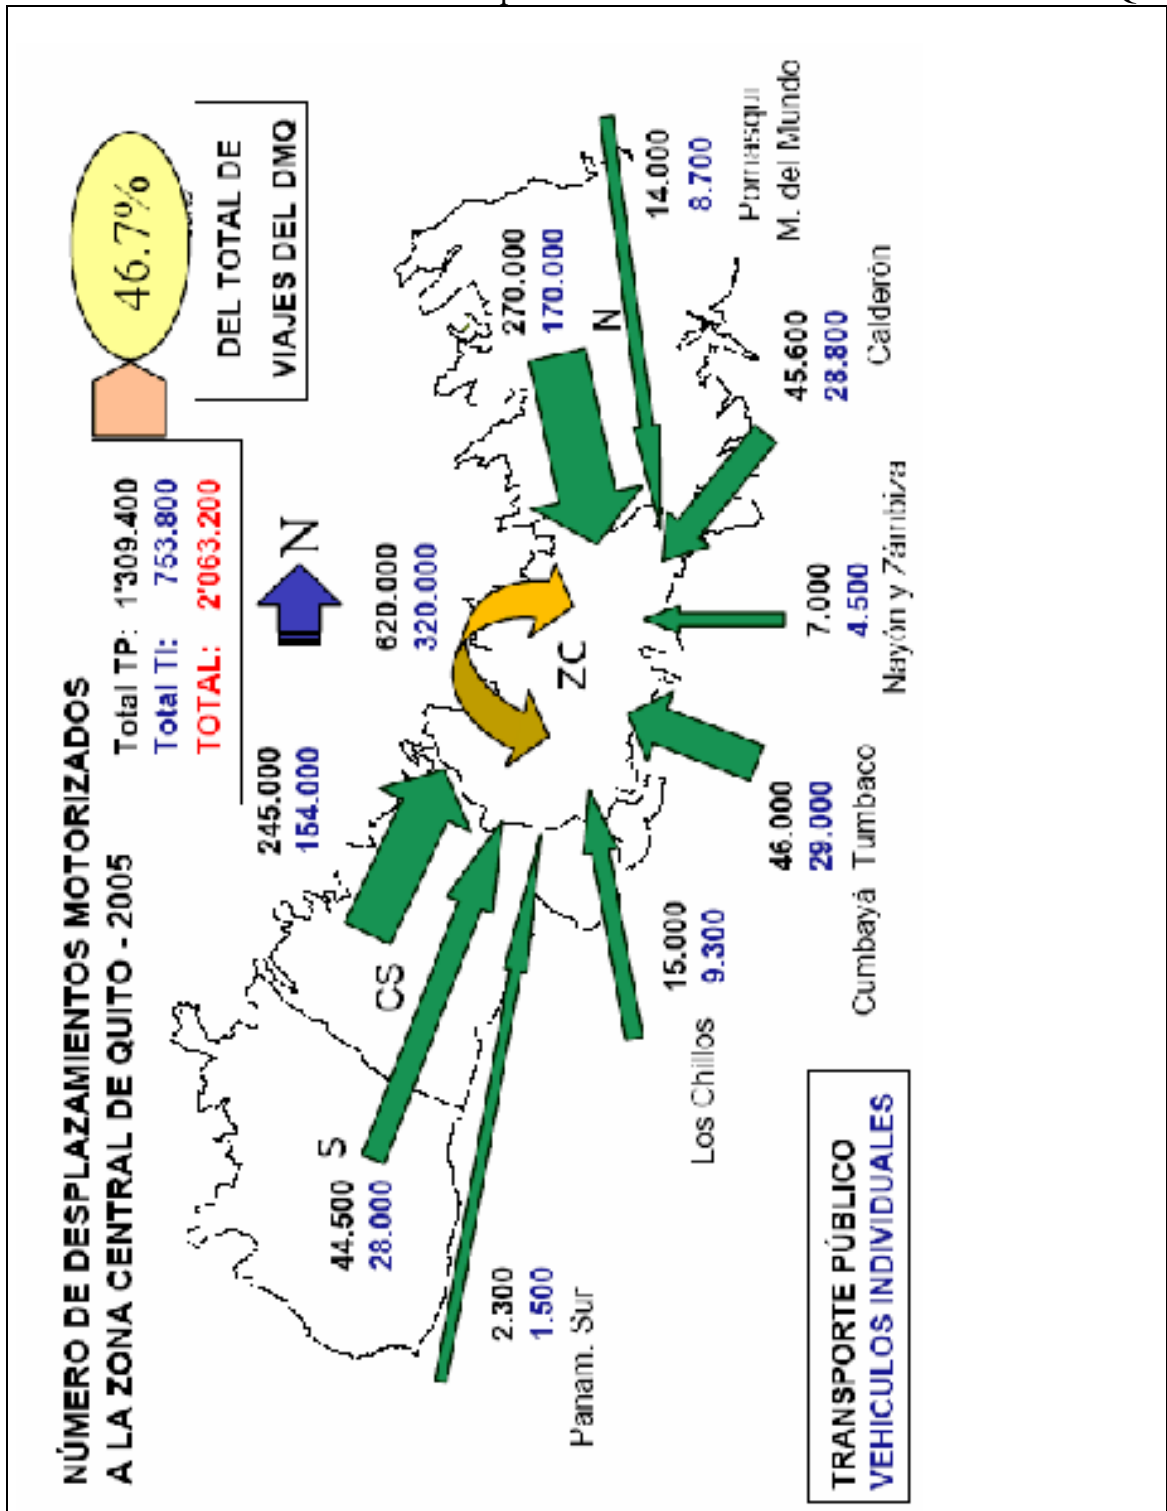 NÚMERO DE DESPLAZAMIENTOS MOTORIZADOS
A LA ZONA CENTRAL DE QUITO - 2005
Total TP: 1'309.400
Total TI: 753.800
TOTAL: 2'063.200
46.7%
DEL TOTAL DE
VIAJES DEL DMQ
N
245.000
154.000
620.000
320.000
270.000
170.000
N
14.000
8.700
Pomasqui
M. del Mundo
CS
ZC
45.600
28.800
Calderón
S
44.500
28.000
7.000
4.500
Nayón y Zámbiza
46.000
29.000
Cumbayá Tumbaco
15.000
9.300
Los Chillos
2.300
1.500
Panam. Sur
TRANSPORTE PÚBLICO
VEHICULOS INDIVIDUALES